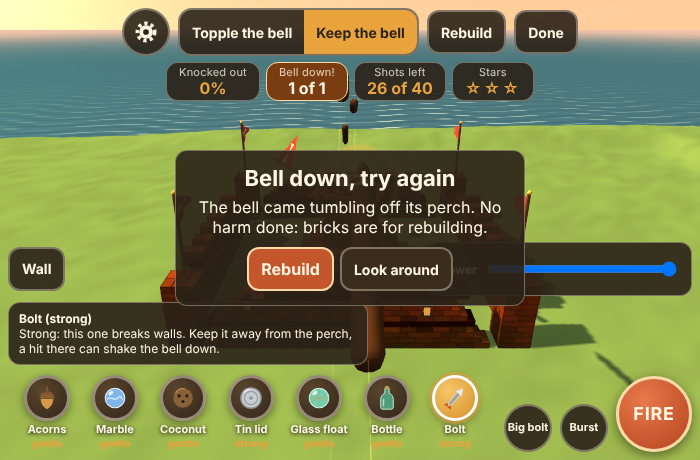 Topple the bell
Keep the bell
Rebuild
Done
Knocked out
0%
Bell down!
1 of 1
Shots left
26 of 40
Stars
Bell down, try again
The bell came tumbling off its perch. No
harm done: bricks are for rebuilding.
Rebuild
Look around
Wall
Bolt (strong)
Strong: this one breaks walls. Keep it away from the perch,
a hit there can shake the bell down.
Acorns
gentle
Marble
gentle
Coconut
gentle
Tin lid
strong
Glass float
gentle
Bottle
gentle
Bolt
strong
Big bolt
Burst
FIRE